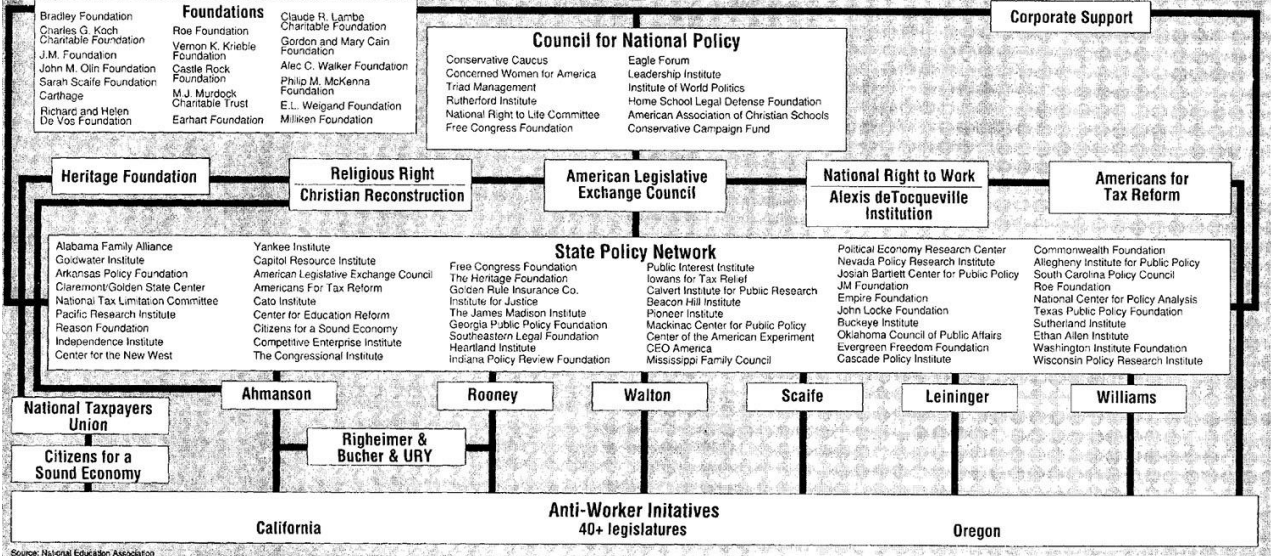 Foundations
Bradley Foundation
Charles G. Koch
Charitable Foundation
J.M. Foundation
John M. Olin Foundation
Sarah Scaife Foundation
Carthage
Richard and Helen
De Vos Foundation
Roe Foundation
Vernon K. Krieble
Foundation
Castle Rock
Foundation
M.J. Murdock
Charitable Trust
Earhart Foundation
Claude R. Lambe
Charitable Foundation
Gordon and Mary Cain
Foundation
Alec C. Walker Foundation
Philip M. McKenna
Foundation
E.L. Weigand Foundation
Milliken Foundation
Council for National Policy
Conservative Caucus
Concerned Women for America
Triad Management
Rutherford Institute
National Right to Life Committee
Free Congress Foundation
Eagle Forum
Leadership Institute
Institute of World Politics
Home School Legal Defense Foundation
American Association of Christian Schools
Conservative Campaign Fund
Corporate Support
Heritage Foundation
Religious Right
Christian Reconstruction
American Legislative
Exchange Council
National Right to Work
Alexis deTocqueville
Institution
Americans for
Tax Reform
State Policy Network
Alabama Family Alliance
Goldwater Institute
Arkansas Policy Foundation
Claremont/Golden State Center
National Tax Limitation Committee
Pacific Research Institute
Reason Foundation
Independence Institute
Center for the New West
Yankee Institute
Capitol Resource Institute
American Legislative Exchange Council
Americans For Tax Reform
Cato Institute
Center for Education Reform
Citizens for a Sound Economy
Competitive Enterprise Institute
The Congressional Institute
Free Congress Foundation
The Heritage Foundation
Golden Rule Insurance Co.
Institute for Justice
The James Madison Institute
Georgia Public Policy Foundation
Southeastern Legal Foundation
Heartland Institute
Indiana Policy Review Foundation
Public Interest Institute
Iowans for Tax Relief
Calvert Institute for Public Research
Beacon Hill Institute
Pioneer Institute
Mackinac Center for Public Policy
Center of the American Experiment
CEO America
Mississippi Family Council
Political Economy Research Center
Nevada Policy Research Institute
Josiah Bartlett Center for Public Policy
JM Foundation
Empire Foundation
John Locke Foundation
Buckeye Institute
Oklahoma Council of Public Affairs
Evergreen Freedom Foundation
Cascade Policy Institute
Commonwealth Foundation
Allegheny Institute for Public Policy
South Carolina Policy Council
Roe Foundation
National Center for Policy Analysis
Texas Public Policy Foundation
Sutherland Institute
Ethan Allen Institute
Washington Institute Foundation
Wisconsin Policy Research Institute
Ahmanson
Rooney
Walton
Scaife
Leininger
Williams
National Taxpayers
Union
Righeimer &
Bucher & URY
Citizens for a
Sound Economy
Anti-Worker Initatives
California
40+ legislatures
Oregon
Source: National Education Association